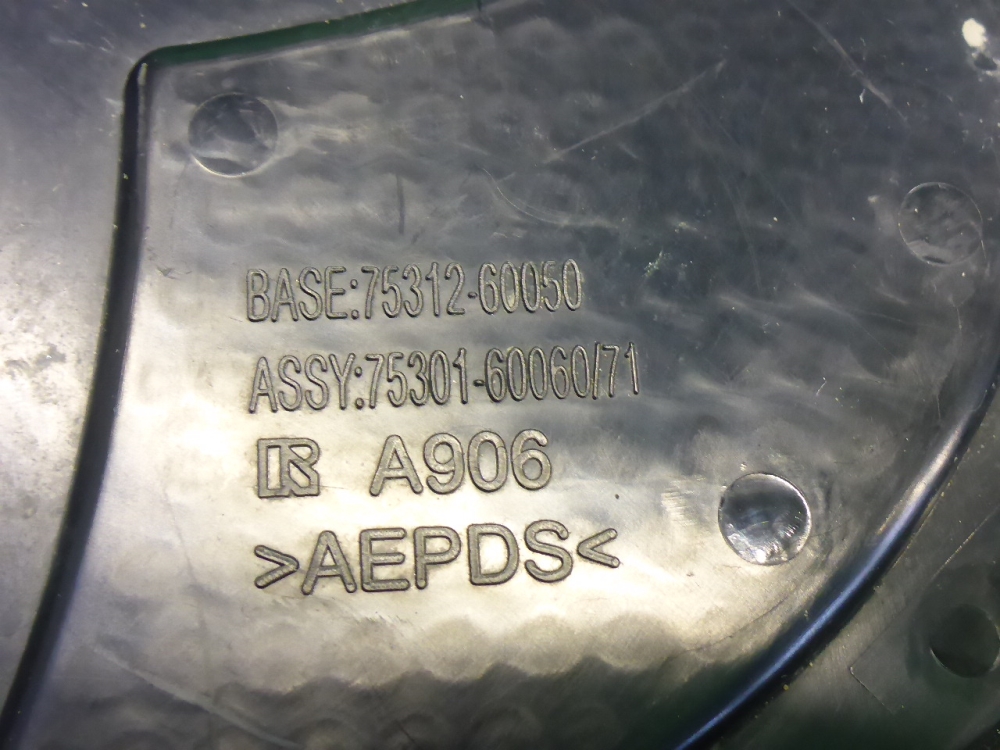 BASE:75312-60050
ASSY:75301-60060/71
R A906
>AEPDS<